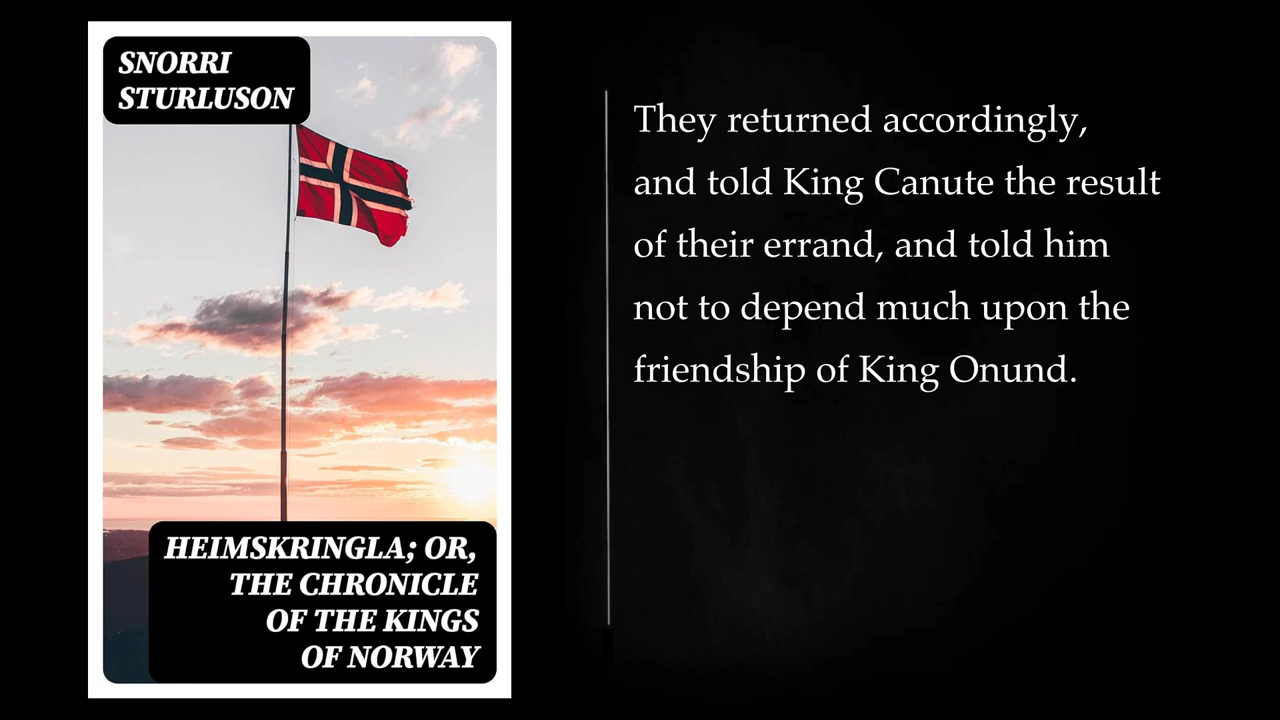 SNORRI
STURLUSON
HEIMSKRINGLA; OR,
THE CHRONICLE
OF THE KINGS
OF NORWAY
They returned accordingly,
and told King Canute the result
of their errand, and told him
not to depend much upon the
friendship of King Onund.